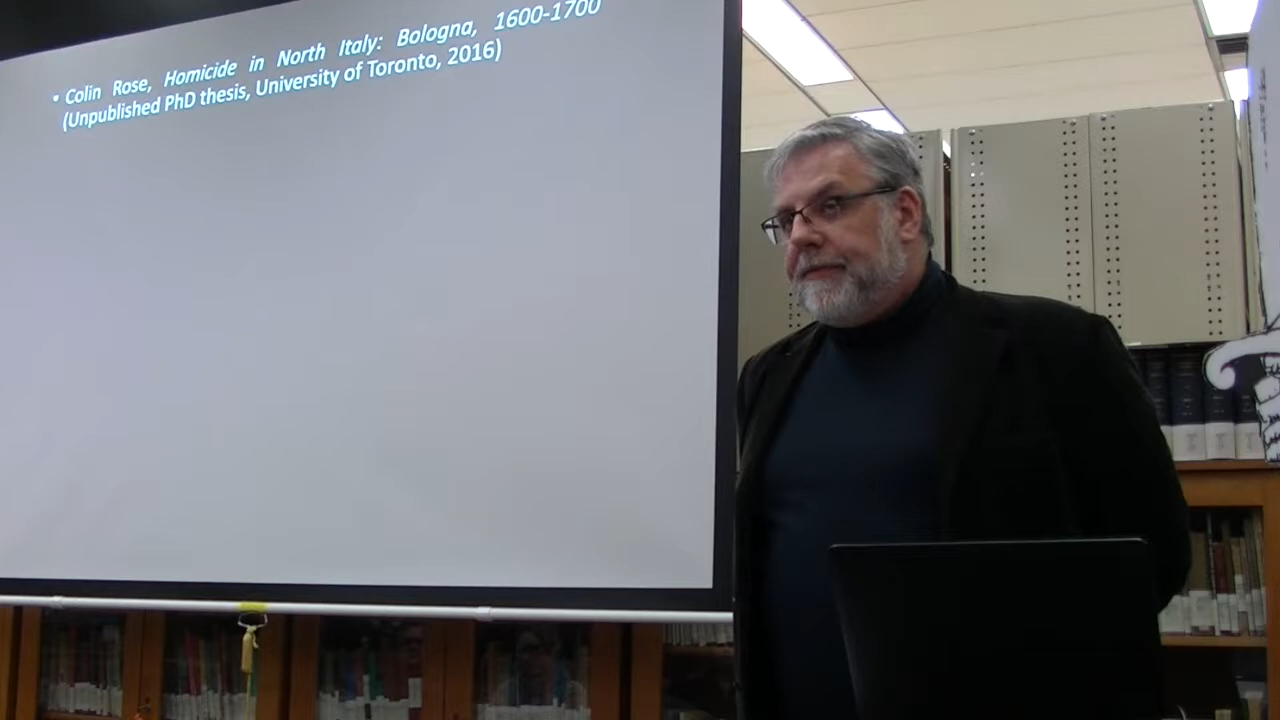 • Colin Rose, Homicide in North Italy: Bologna, 1600-1700
(Unpublished PhD thesis, University of Toronto, 2016)